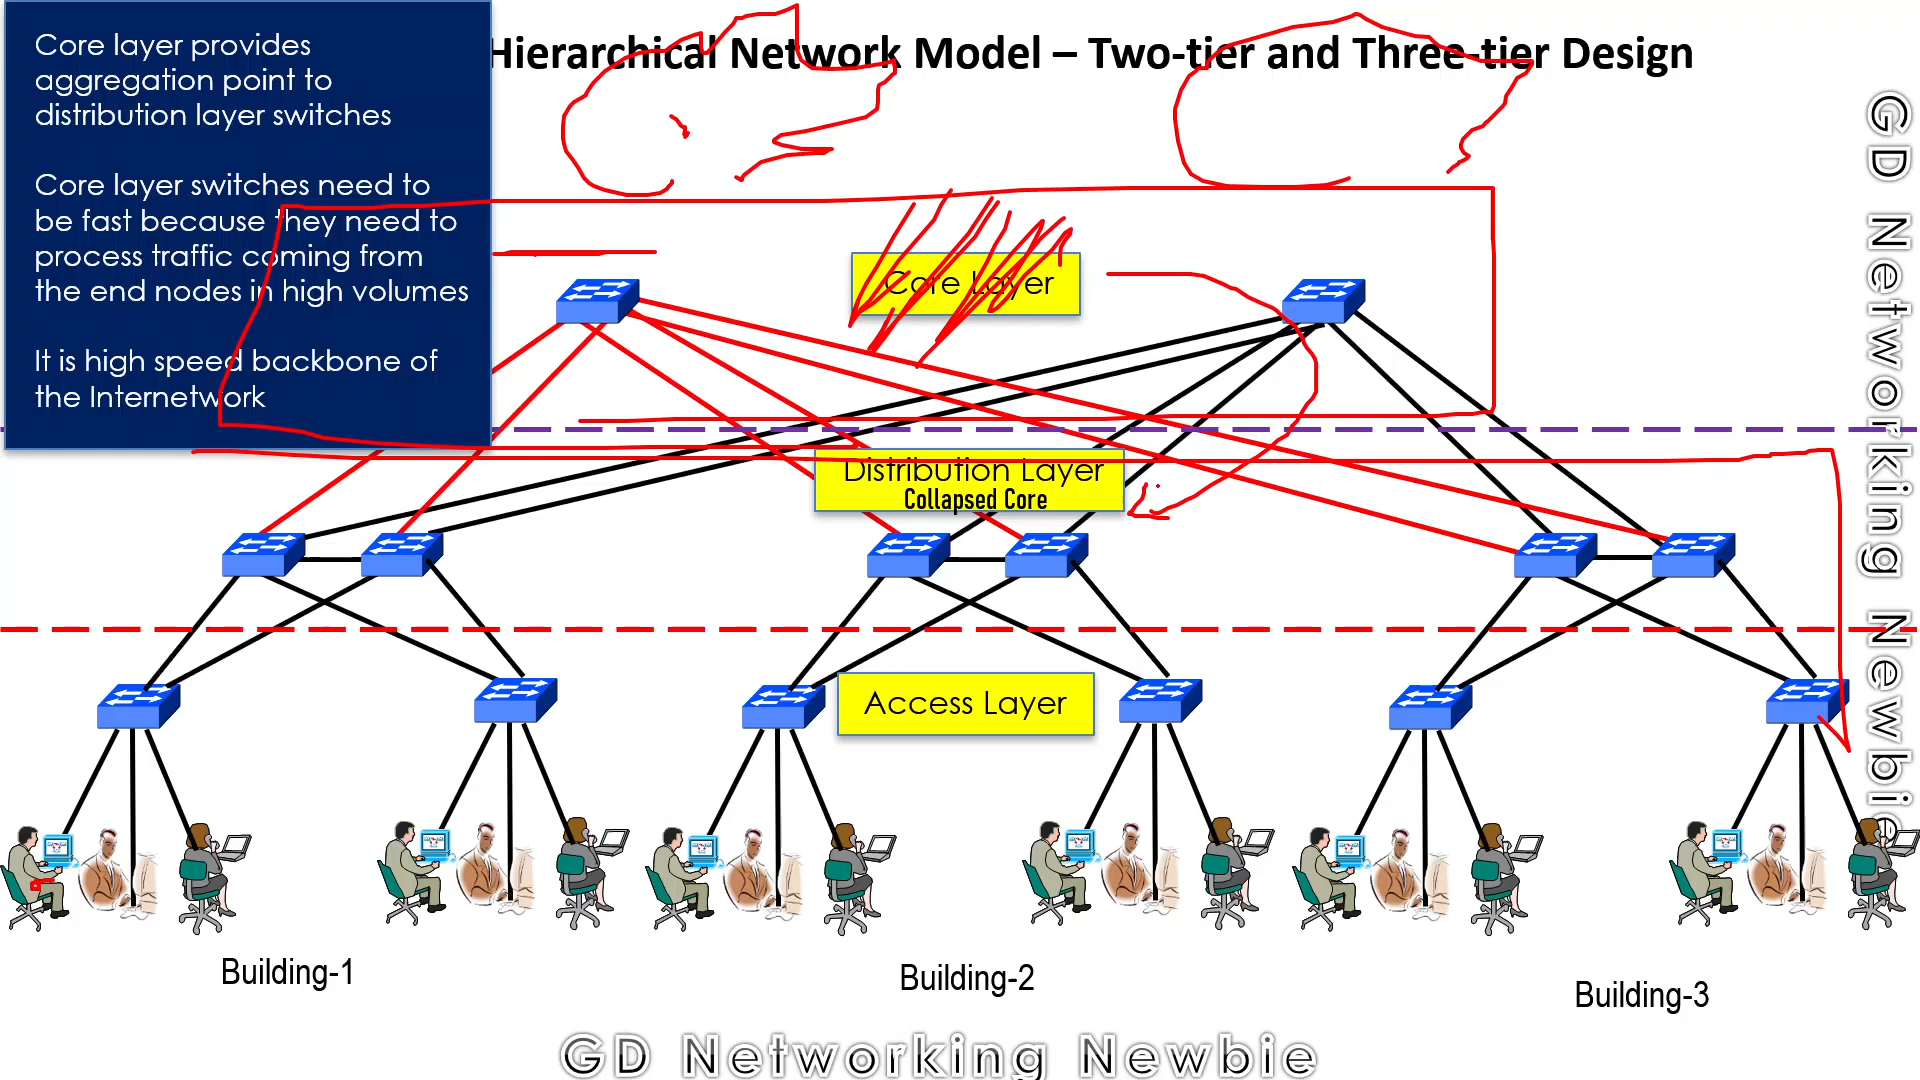 Core layer provides
aggregation point to
distribution layer switches
Core layer switches need to
be fast because they need to
process traffic coming from
the end nodes in high volumes
It is high speed backbone of
the Internetwork
Hierarchical Network Model – Two-tier and Three-tier Design
Core Layer
Distribution Layer
Collapsed Core
Access Layer
Building-1
Building-2
Building-3
GD Networking Newbie
GD Networking Newbie